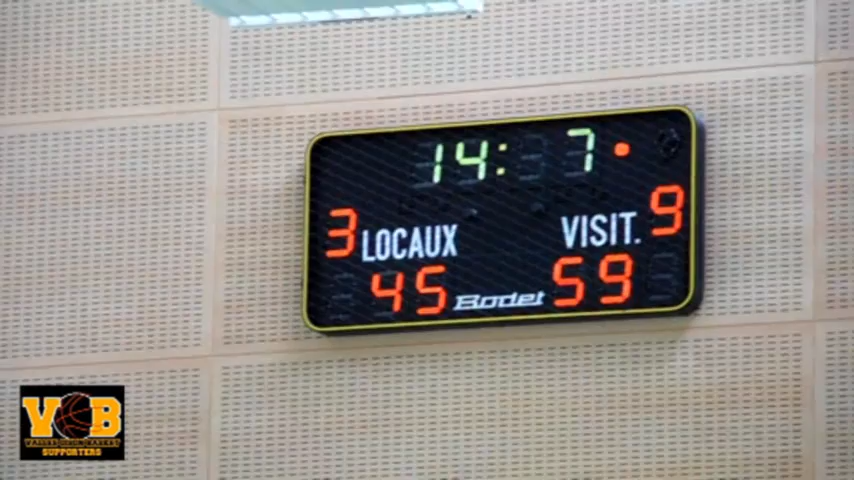 14: 7
3 LOCAUX VISIT. 9
45 Bodet 59
VB
SUPPORTERS